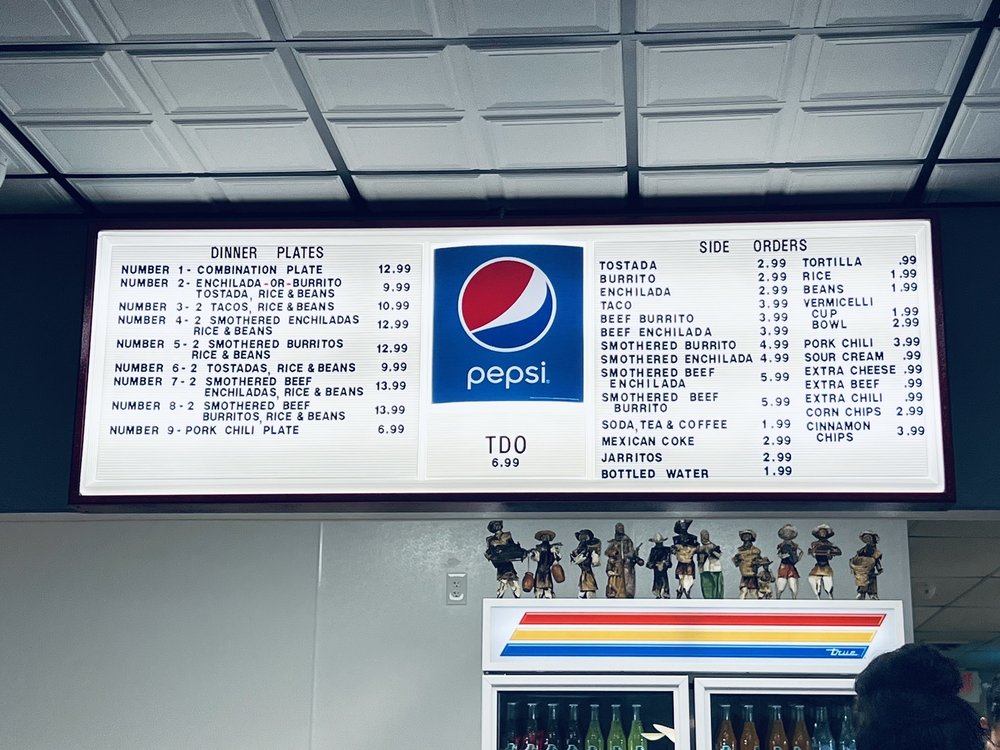 DINNER PLATES
NUMBER 1- COMBINATION PLATE 12.99
NUMBER 2- ENCHILADA-OR-BURRITO 9.99
TOSTADA, RICE & BEANS
NUMBER 3- 2 TACOS, RICE & BEANS 10.99
NUMBER 4- 2 SMOTHERED ENCHILADAS 12.99
RICE & BEANS
NUMBER 5- 2 SMOTHERED BURRITOS 12.99
RICE & BEANS
NUMBER 6- 2 TOSTADAS, RICE & BEANS 9.99
NUMBER 7- 2 SMOTHERED BEEF 13.99
ENCHILADAS, RICE & BEANS
NUMBER 8- 2 SMOTHERED BEEF 13.99
BURRITOS, RICE & BEANS
NUMBER 9- PORK CHILI PLATE 6.99
pepsi
TDO
6.99
SIDE ORDERS
TOSTADA 2.99
BURRITO 2.99
ENCHILADA 2.99
TACO 3.99
BEEF BURRITO 3.99
BEEF ENCHILADA 3.99
SMOTHERED BURRITO 4.99
SMOTHERED ENCHILADA 4.99
SMOTHERED BEEF 5.99
ENCHILADA
SMOTHERED BEEF 5.99
BURRITO
SODA, TEA & COFFEE 1.99
MEXICAN COKE 2.99
JARRITOS 2.99
BOTTLED WATER 1.99
TORTILLA .99
RICE 1.99
BEANS 1.99
VERMICELLI
CUP 1.99
BOWL 2.99
PORK CHILI 3.99
SOUR CREAM .99
EXTRA CHEESE .99
EXTRA BEEF .99
EXTRA CHILI .99
CORN CHIPS 2.99
CINNAMON 3.99
CHIPS
true